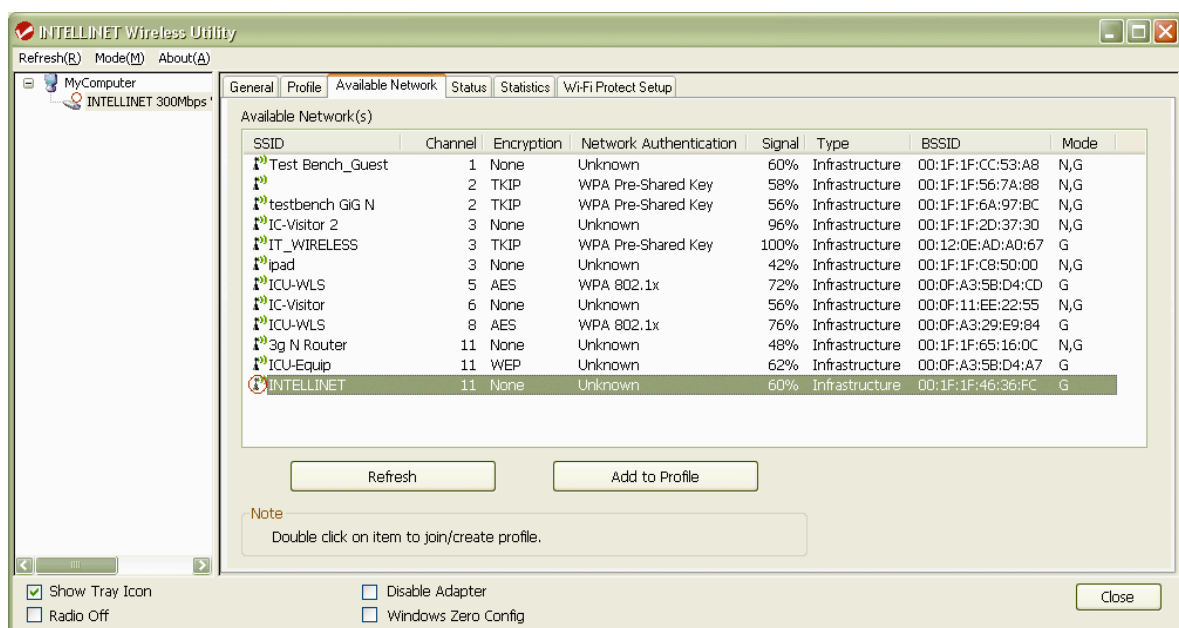 INTELLINET Wireless Utility
Refresh(R) Mode(M) About(A)
MyComputer
INTELLINET 300Mbps '
General Profile Available Network Status Statistics Wi-Fi Protect Setup
Available Network(s)
SSID Channel Encryption Network Authentication Signal Type BSSID Mode
Test Bench_Guest 1 None Unknown 60% Infrastructure 00:1F:1F:CC:53:A8 N,G
2 TKIP WPA Pre-Shared Key 58% Infrastructure 00:1F:1F:56:7A:88 N,G
testbench GiG N 2 TKIP WPA Pre-Shared Key 56% Infrastructure 00:1F:1F:6A:97:BC N,G
IC-Visitor 2 3 None Unknown 96% Infrastructure 00:1F:1F:2D:37:30 N,G
IT_WIRELESS 3 TKIP WPA Pre-Shared Key 100% Infrastructure 00:12:0E:AD:A0:67 G
ipad 3 None Unknown 42% Infrastructure 00:1F:1F:C8:50:00 N,G
ICU-WLS 5 AES WPA 802.1x 72% Infrastructure 00:0F:A3:5B:D4:CD G
IC-Visitor 6 None Unknown 56% Infrastructure 00:0F:11:EE:22:55 N,G
ICU-WLS 8 AES WPA 802.1x 76% Infrastructure 00:0F:A3:29:E9:84 G
3g N Router 11 None Unknown 48% Infrastructure 00:1F:1F:65:16:0C N,G
ICU-Equip 11 WEP Unknown 62% Infrastructure 00:0F:A3:5B:D4:A7 G
INTELLINET 11 None Unknown 60% Infrastructure 00:1F:1F:46:36:FC G
Refresh Add to Profile
Note
Double click on item to join/create profile.
Show Tray Icon Disable Adapter
Radio Off Windows Zero Config
Close